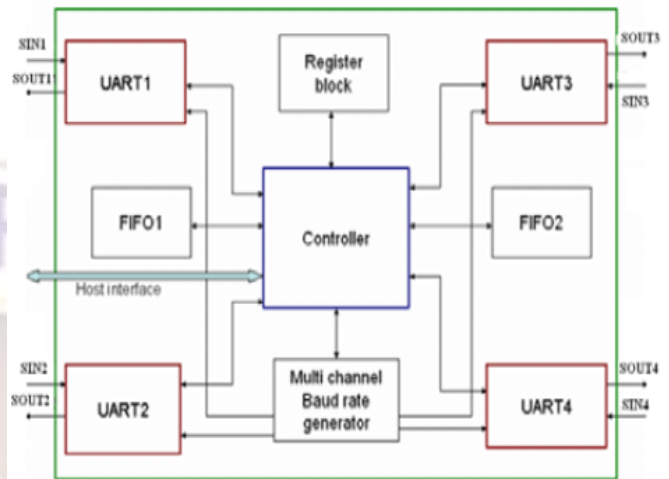 SIN1
SOUT1
UART1
Register
block
SOUT3
UART3
SIN3
FIFO1
Controller
FIFO2
Host interface
SIN2
SOUT2
UART2
Multi channel
Baud rate
generator
SOUT4
UART4
SIN4